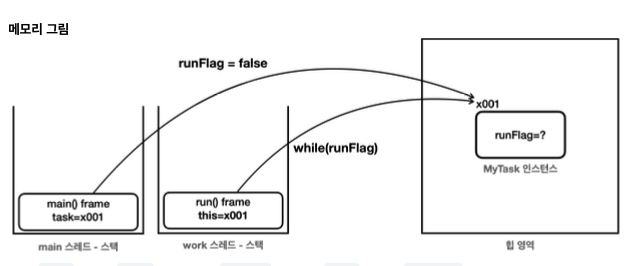 메모리 그림
runFlag = false
x001
runFlag=?
while(runFlag)
MyTask 인스턴스
main() frame
task=x001
run() frame
this=x001
main 스레드 - 스택
work 스레드 - 스택
힙 영역